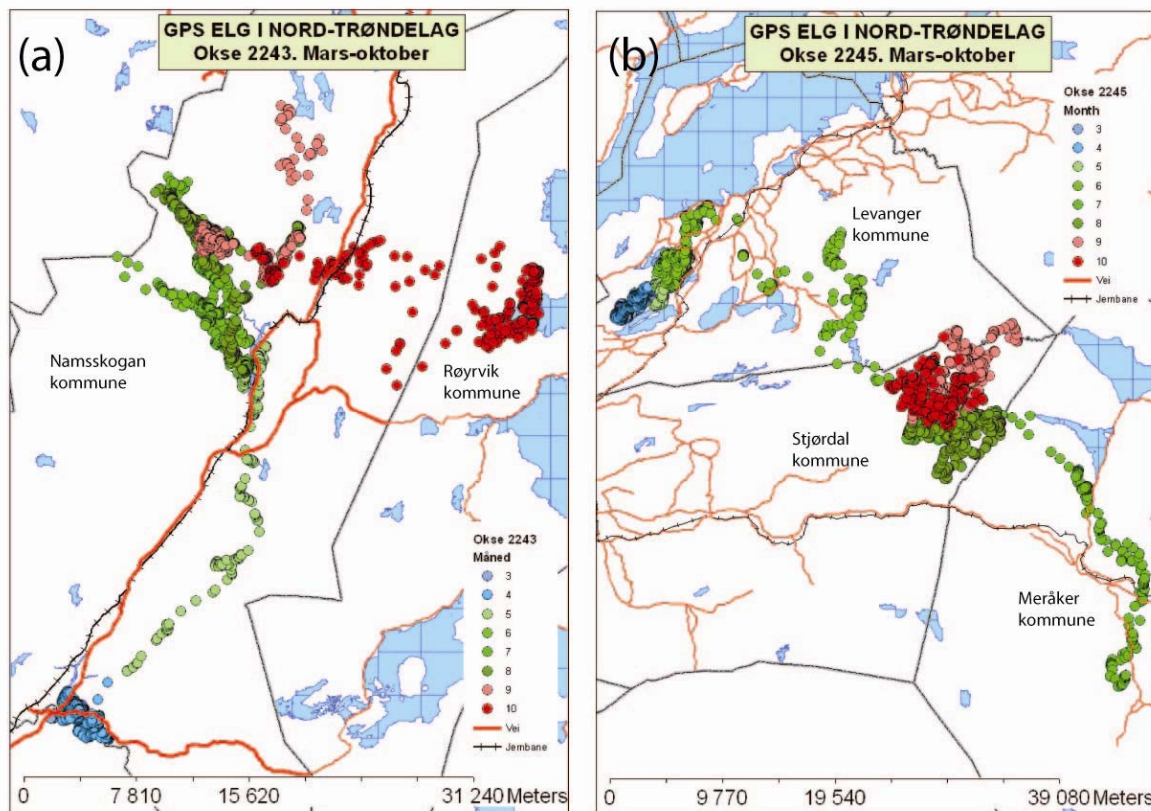 (a)
GPS ELG I NORD-TRØNDELAG
Okse 2243. Mars-oktober
Namsskogan
kommune
Røyrvik
kommune
Okse 2243
Måned
3
4
5
6
7
8
9
10
Vei
Jernbane
0 7 810 15 620 31 240 Meters
(b)
GPS ELG I NORD-TRØNDELAG
Okse 2245. Mars-oktober
Okse 2245
Month
3
4
5
6
7
8
9
10
Vei
Jernbane
Levanger
kommune
Stjørdal
kommune
Meråker
kommune
0 9 770 19 540 39 080 Meters